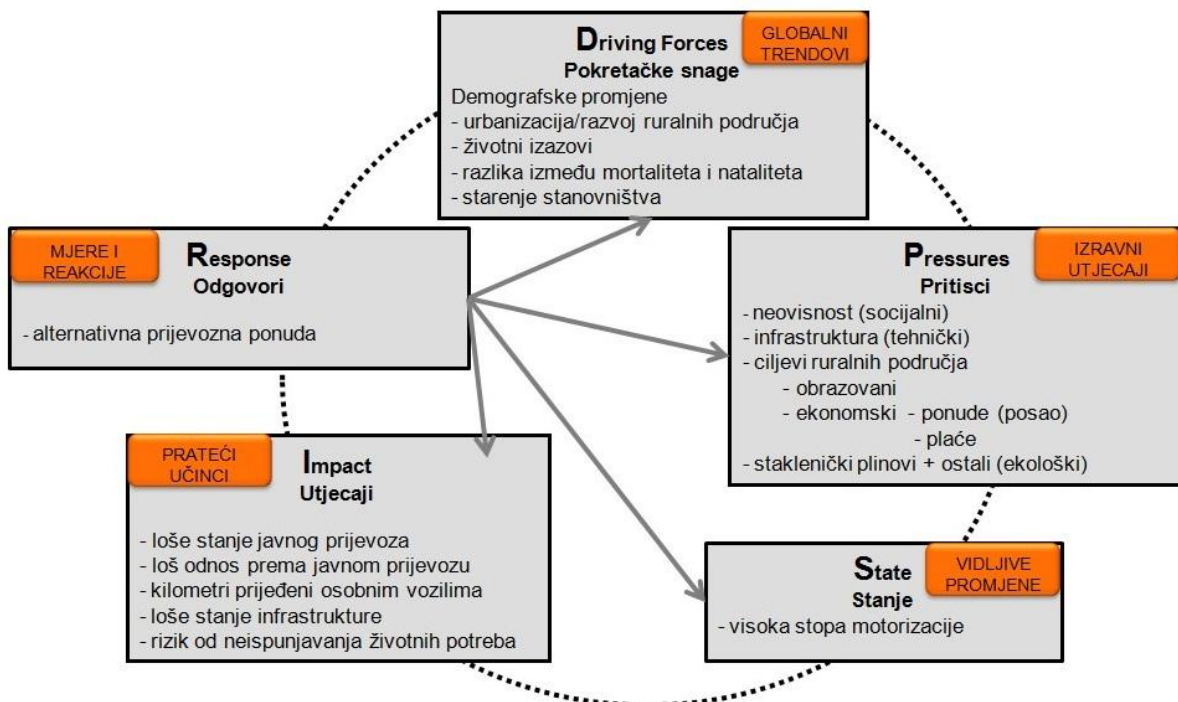 Driving Forces
Pokretačke snage
GLOBALNI
TRENDOVI
Demografske promjene
- urbanizacija/razvoj ruralnih područja
- životni izazovi
- razlika između mortaliteta i nataliteta
- starenje stanovništva
MJERE I
REAKCIJE
Response
Odgovori
- alternativna prijevozna ponuda
Pressures
Pritisci
IZRAVNI
UTJECAJI
- neovisnost (socijalni)
- infrastruktura (tehnički)
- ciljevi ruralnih područja
- obrazovani
- ekonomski - ponude (posao)
- plaće
- staklenički plinovi + ostali (ekološki)
PRATEĆI
UČINCI
Impact
Utjecaji
- loše stanje javnog prijevoza
- loš odnos prema javnom prijevozu
- kilometri prijeđeni osobnim vozilima
- loše stanje infrastrukture
- rizik od neispunjavanja životnih potreba
State
Stanje
VIDLJIVE
PROMJENE
- visoka stopa motorizacije